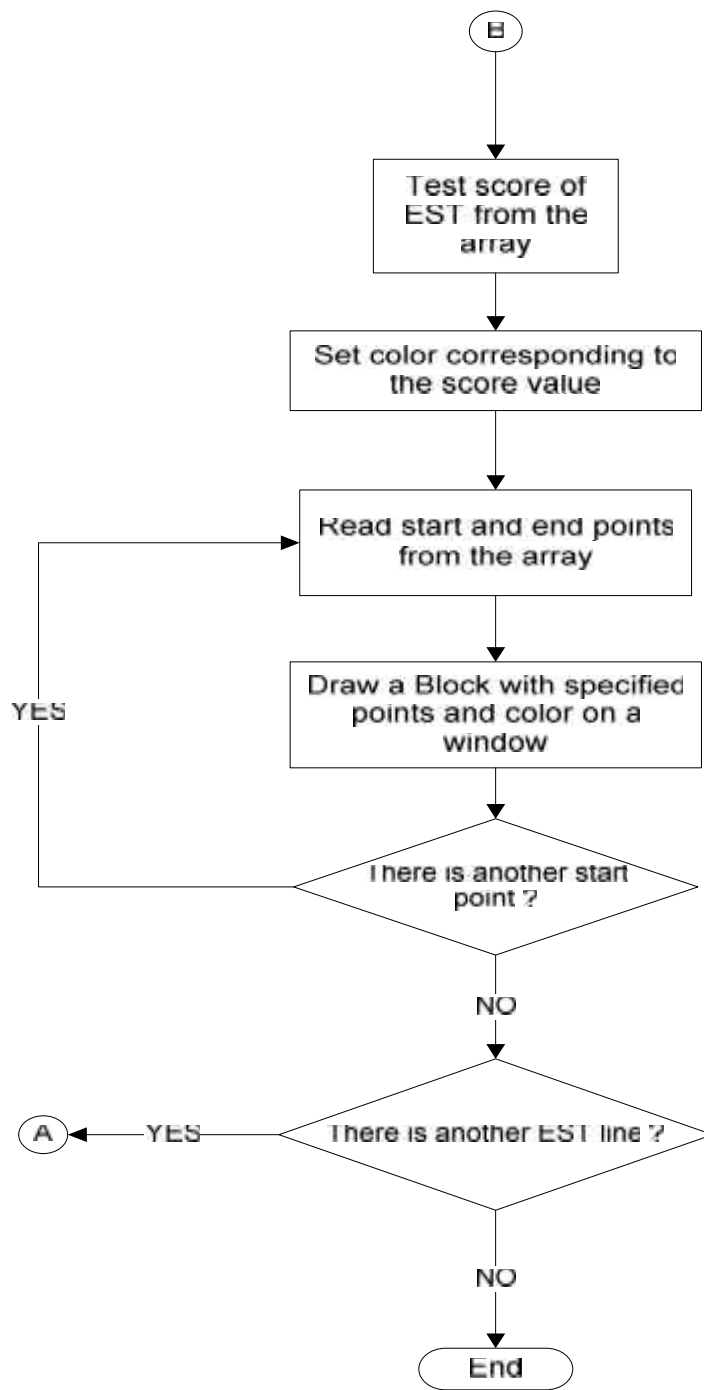 B
Test score of
EST from the
array
Set color corresponding to
the score value
Read start and end points
from the array
Draw a Block with specified
points and color on a
window
YES
There is another start
point ?
NO
A
YES
There is another EST line ?
NO
End